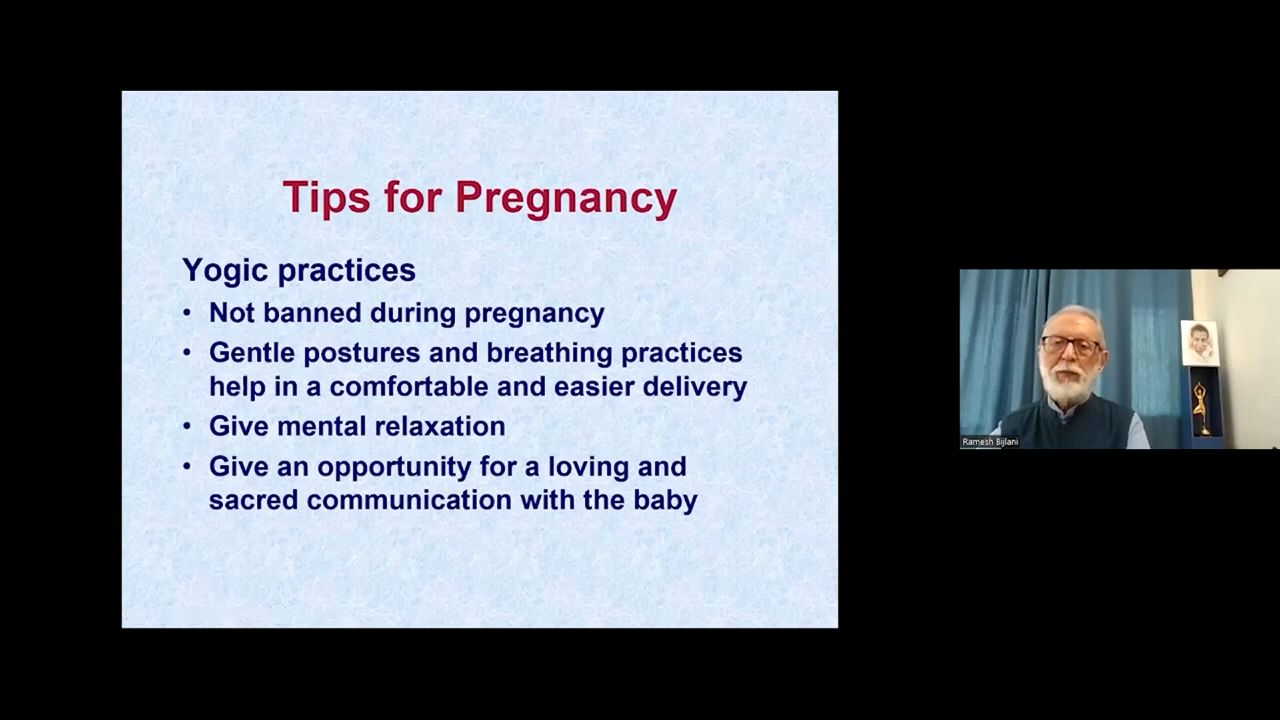 Tips for Pregnancy
Yogic practices
• Not banned during pregnancy
• Gentle postures and breathing practices
help in a comfortable and easier delivery
• Give mental relaxation
• Give an opportunity for a loving and
sacred communication with the baby
Ramesh Bijlani